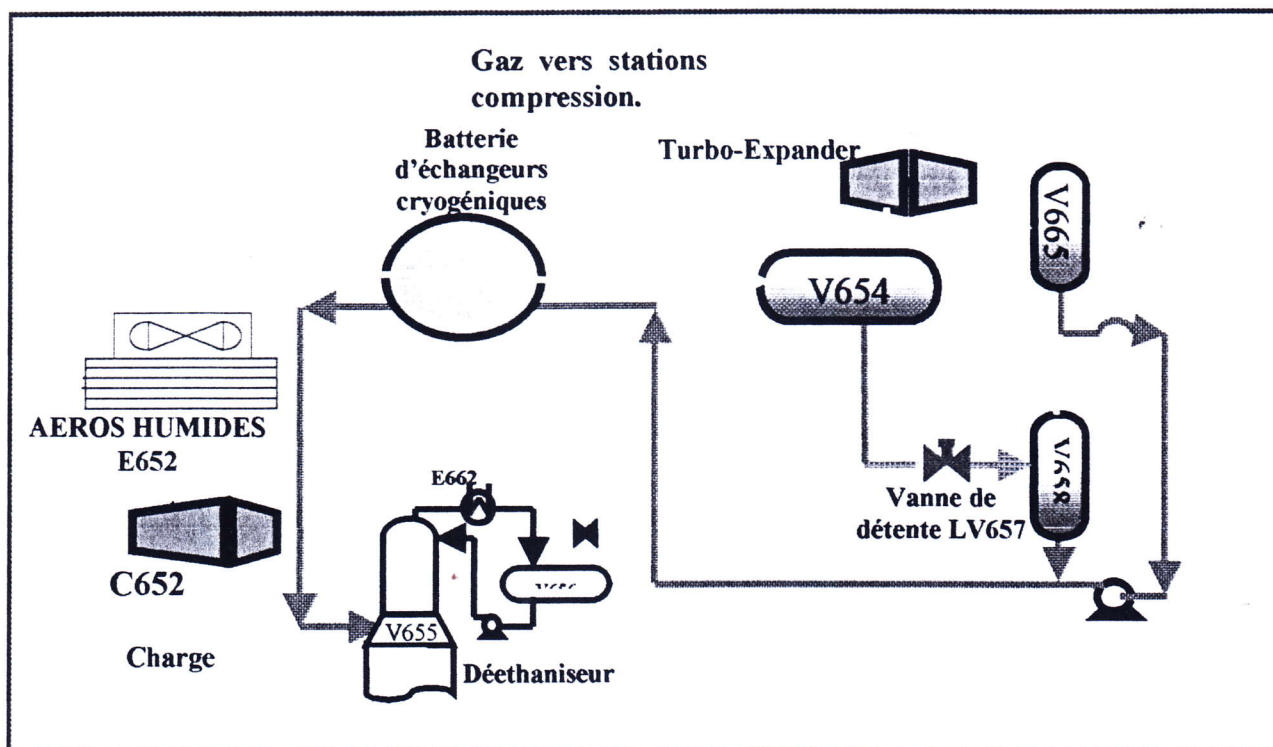 Gaz vers stations
compression.
Batterie
d'échangeurs
cryogéniques
Turbo-Expander
V665
V654
AEROS HUMIDES
E652
E662
V658
Vanne de
détente LV657
C652
V655
Charge
Déethaniseur